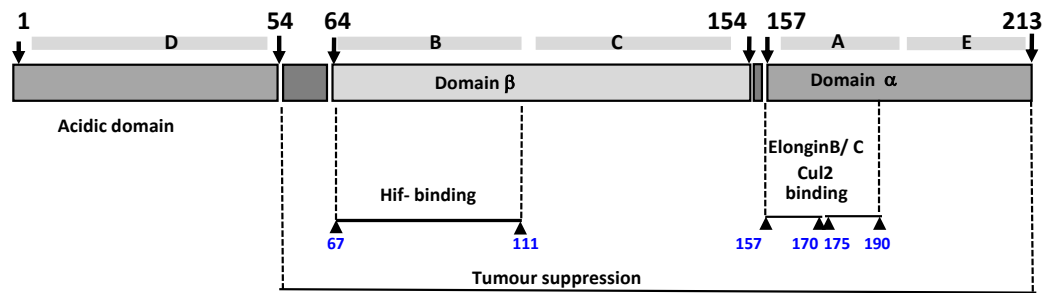 1 54 64 154 157 213
D B C A E
Domain β Domain α
Acidic domain
ElonginB/ C
Cul2
binding
Hif- binding
67 111 157 170 175 190
Tumour suppression